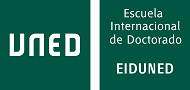 UNED
Escuela
Internacional
de Doctorado
EIDUNED